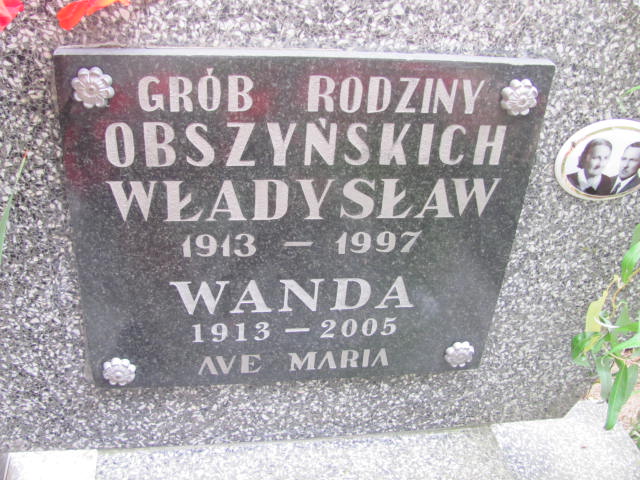 GRÓB RODZINY
OBSZYŃSKICH
WŁADYSŁAW
1913 – 1997
WANDA
1913 – 2005
AVE MARIA